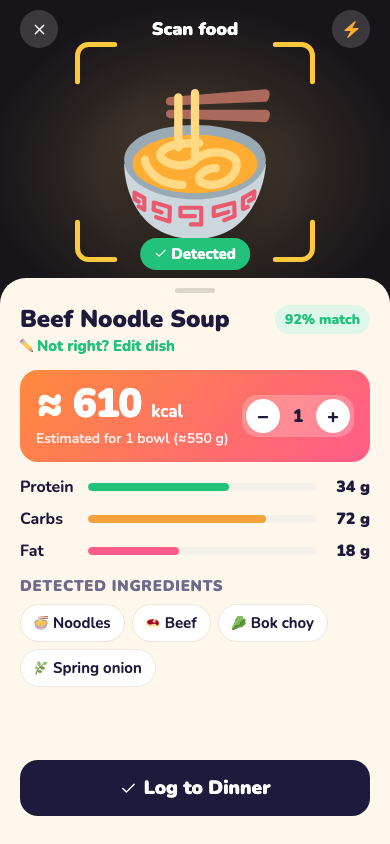 Scan food
Detected
Beef Noodle Soup
92% match
Not right? Edit dish
≈ 610 kcal
Estimated for 1 bowl (≈550 g)
− 1 +
Protein 34 g
Carbs 72 g
Fat 18 g
DETECTED INGREDIENTS
Noodles
Beef
Bok choy
Spring onion
Log to Dinner